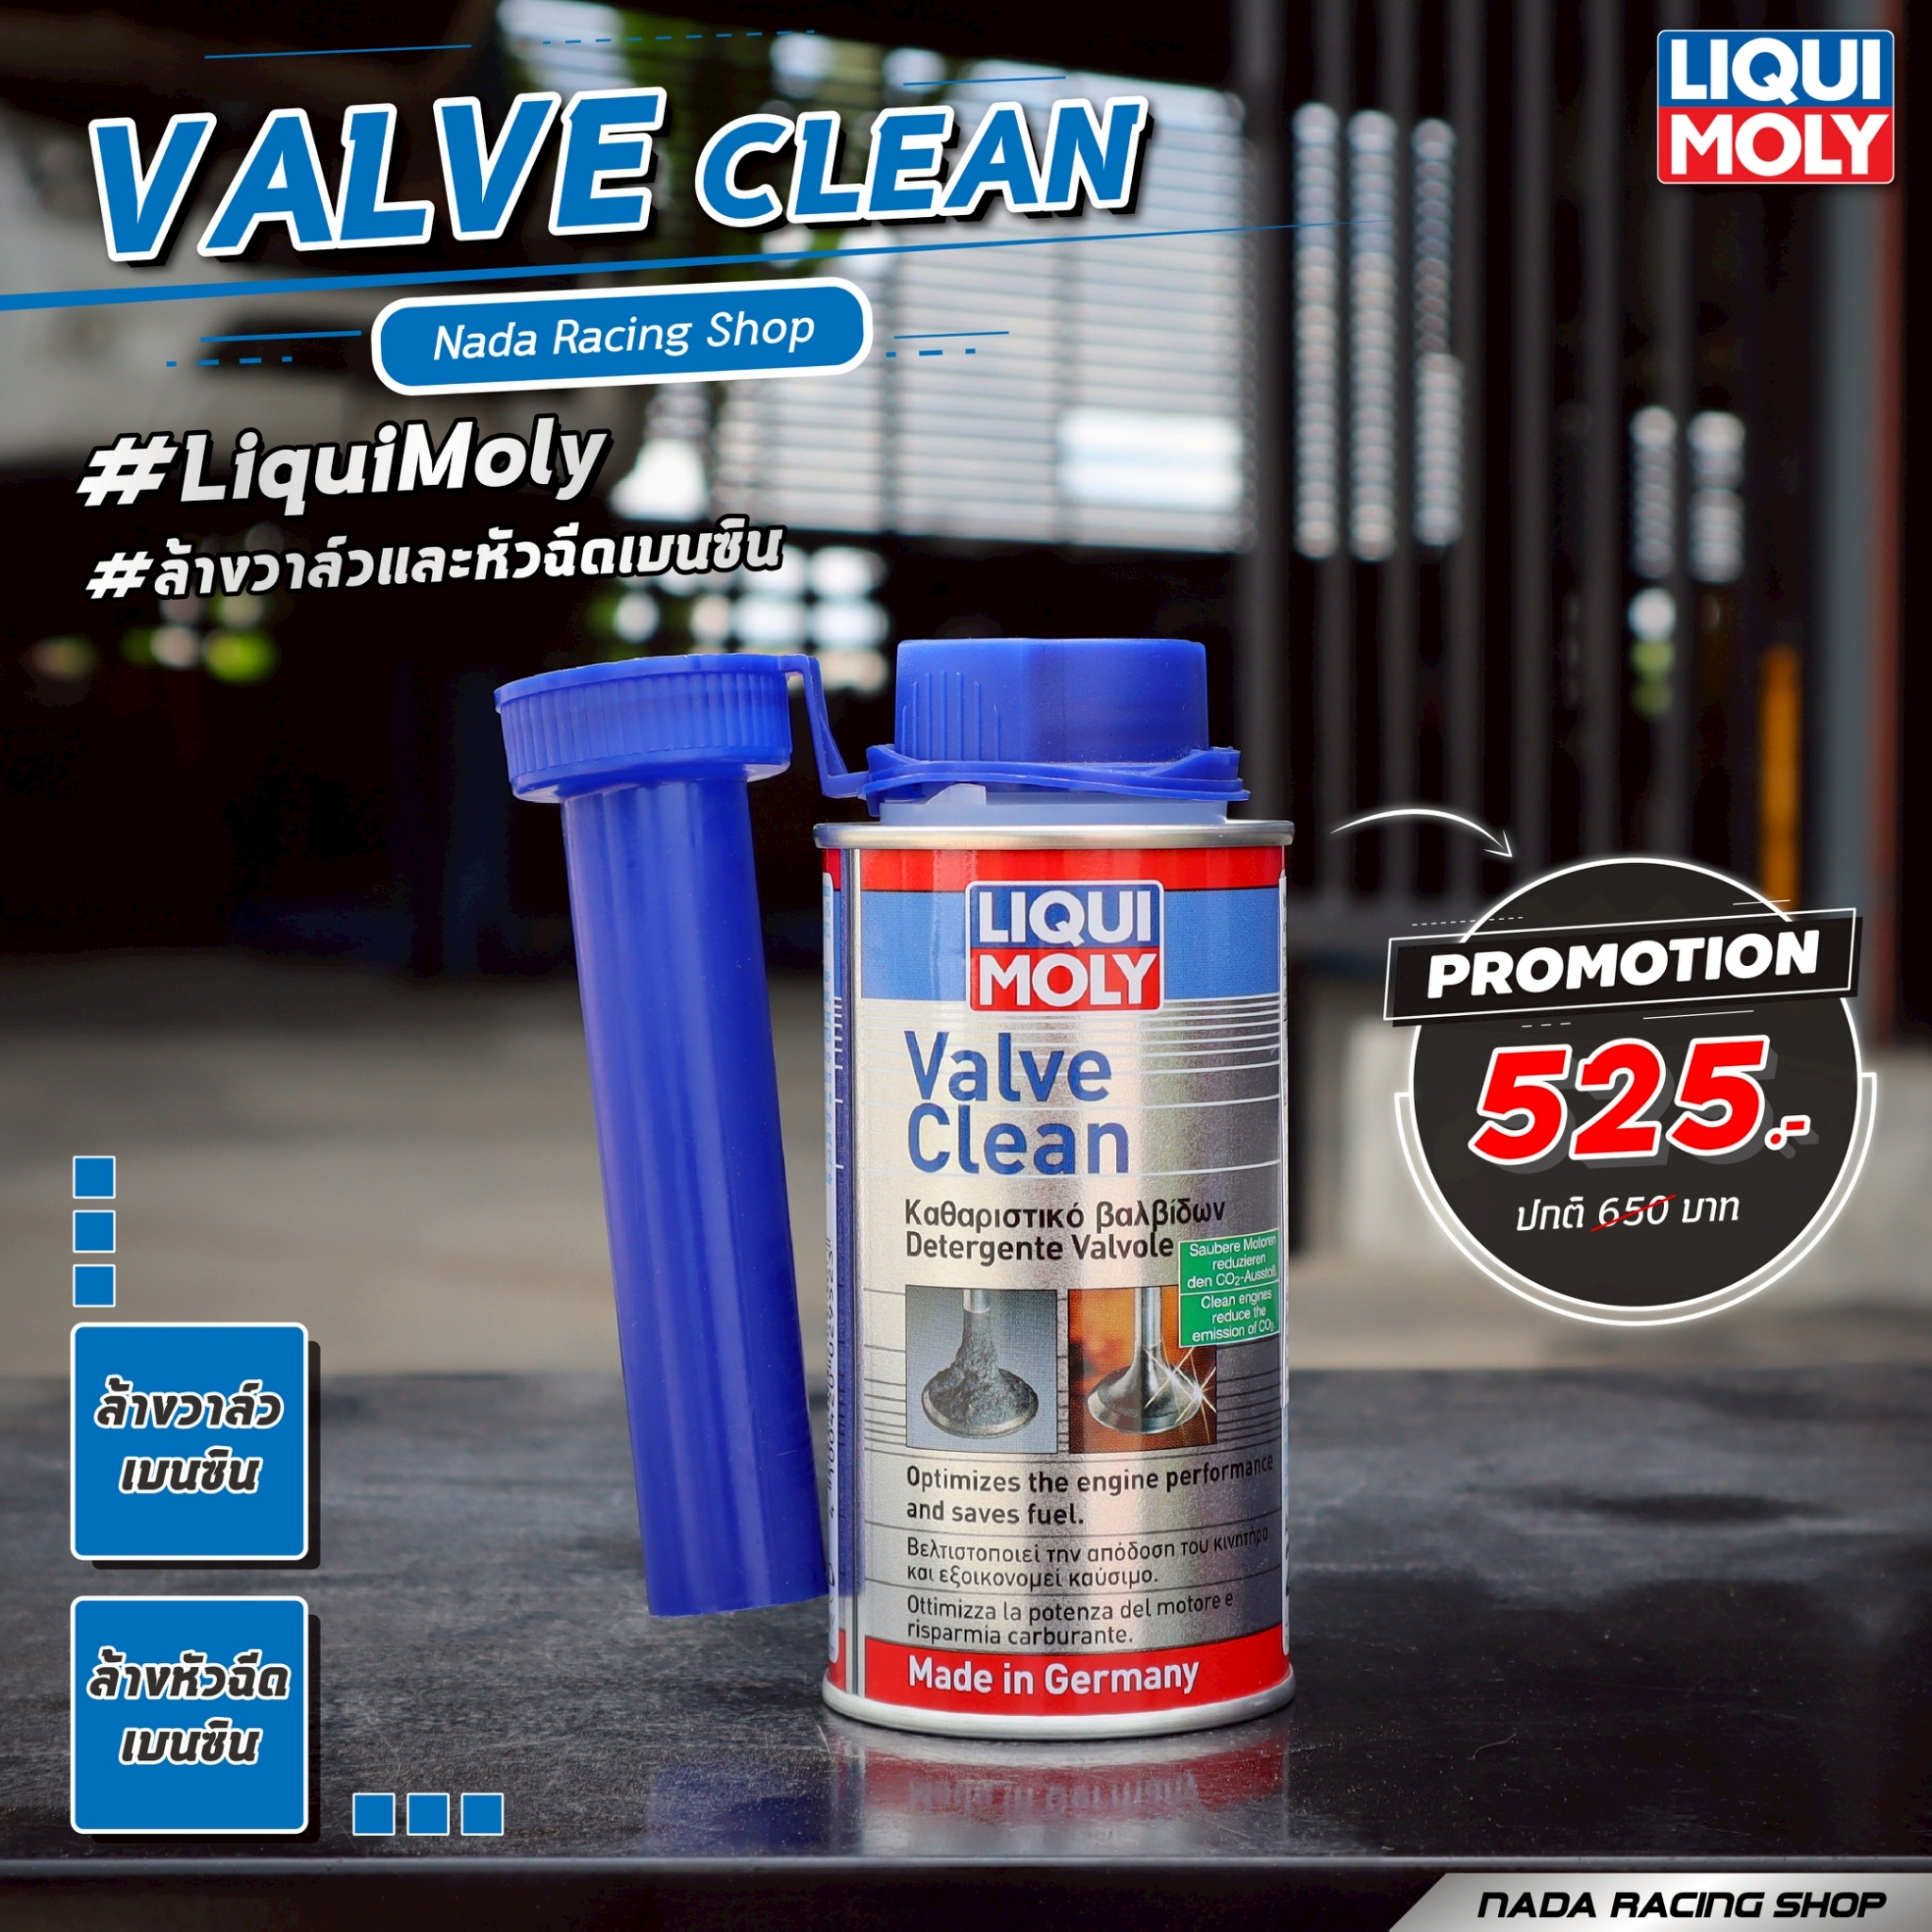 LIQUI
MOLY
VALVE CLEAN
Nada Racing Shop
#LiquiMoly
#ล้างวาล์วและหัวฉีดเบนซิน
LIQUI
MOLY
Valve
Clean
Καθαριστικό βαλβίδων
Detergente Valvole
Saubere Motoren
reduzieren
den CO₂-Ausstoß.
Clean engines
reduce the
emission of CO₂.
Optimizes the engine performance
and saves fuel.
Βελτιστοποιεί την απόδοση του κινητήρα
και εξοικονομεί καύσιμο.
Ottimizza la potenza del motore e
risparmia carburante.
Made in Germany
PROMOTION
525.-
ปกติ 650 บาท
ล้างวาล์ว
เบนซิน
ล้างหัวฉีด
เบนซิน
NADA RACING SHOP